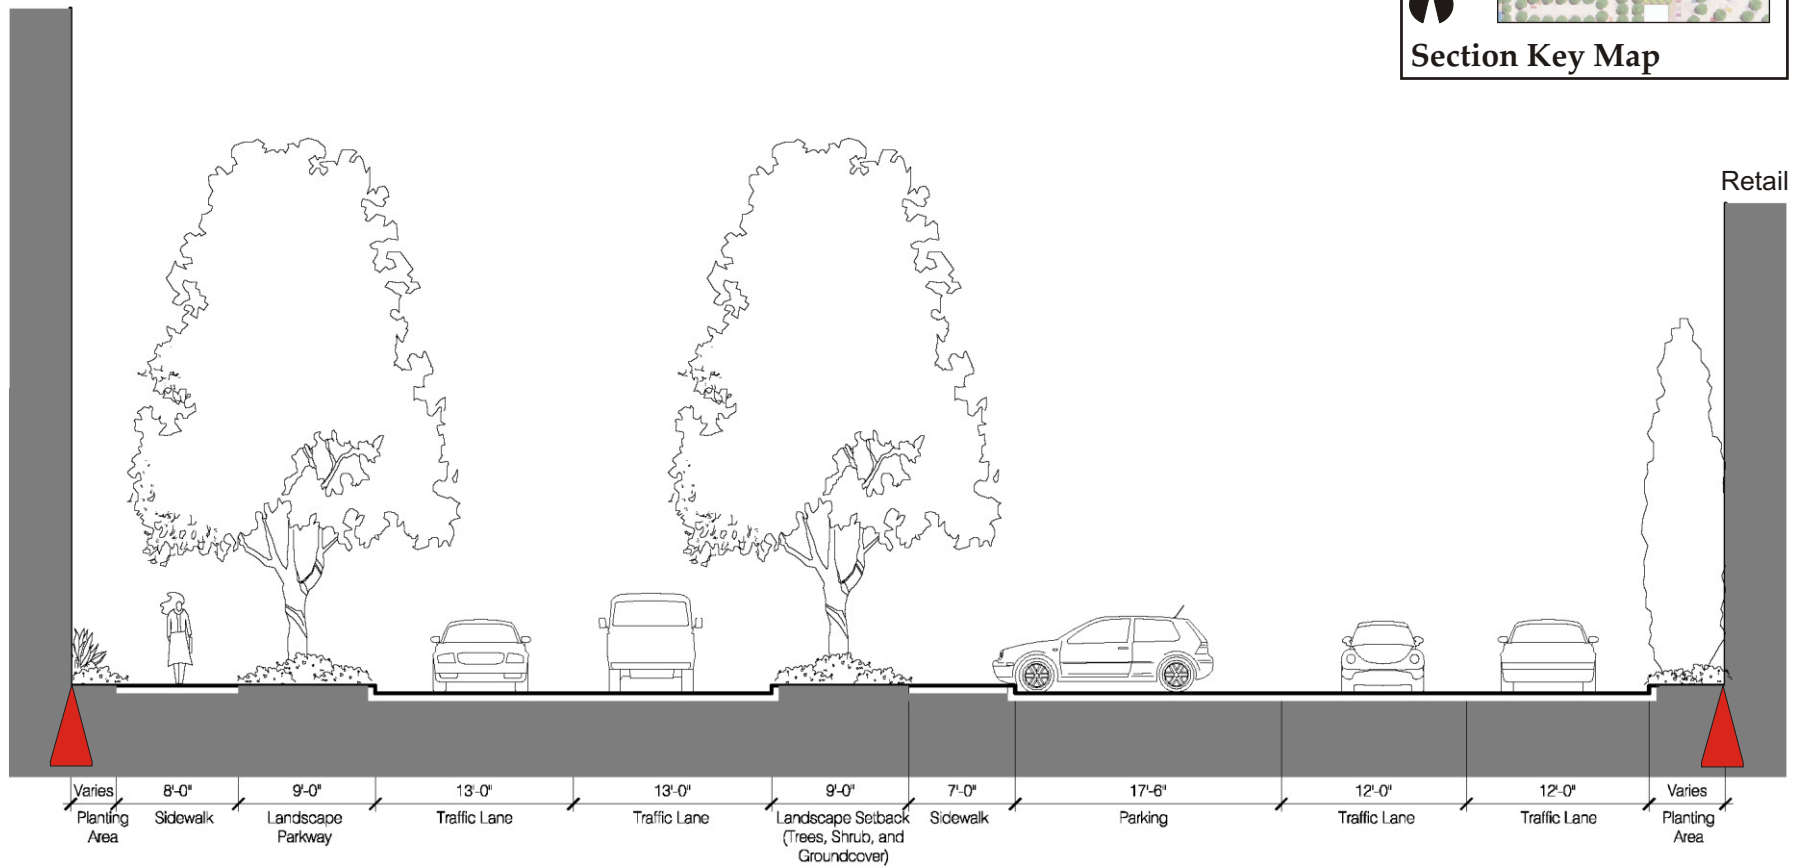 Section Key Map
Retail
Varies 8'-0" 9'-0" 13'-0" 13'-0" 9'-0" 7'-0" 17'-6" 12'-0" 12'-0" Varies
Planting Area
Sidewalk
Landscape Parkway
Traffic Lane
Traffic Lane
Landscape Setback
(Trees, Shrub, and
Groundcover)
Sidewalk
Parking
Traffic Lane
Traffic Lane
Planting Area